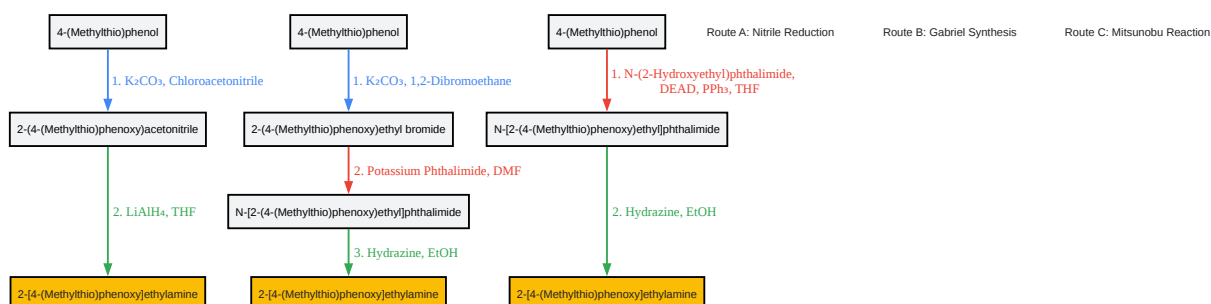 4-(Methylthio)phenol
4-(Methylthio)phenol
4-(Methylthio)phenol
Route A: Nitrile Reduction
Route B: Gabriel Synthesis
Route C: Mitsunobu Reaction
1. K₂CO₃, Chloroacetonitrile
1. K₂CO₃, 1,2-Dibromoethane
1. N-(2-Hydroxyethyl)phthalimide,
DEAD, PPh₃, THF
2-(4-(Methylthio)phenoxy)acetonitrile
2-(4-(Methylthio)phenoxy)ethyl bromide
N-[2-(4-(Methylthio)phenoxy)ethyl]phthalimide
2. Potassium Phthalimide, DMF
2. LiAlH₄, THF
N-[2-(4-(Methylthio)phenoxy)ethyl]phthalimide
2. Hydrazine, EtOH
3. Hydrazine, EtOH
2-[4-(Methylthio)phenoxy]ethylamine
2-[4-(Methylthio)phenoxy]ethylamine
2-[4-(Methylthio)phenoxy]ethylamine